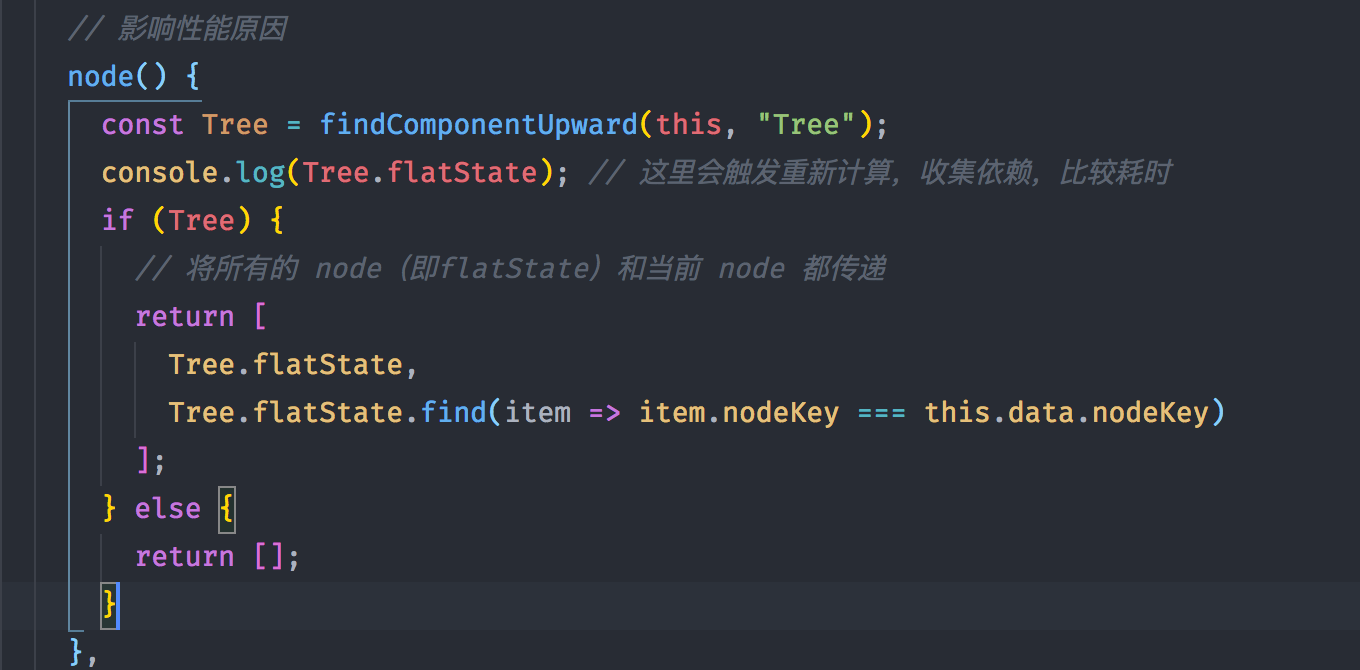 // 影响性能原因
node() {
const Tree = findComponentUpward(this, "Tree");
console.log(Tree.flatState); // 这里会触发重新计算，收集依赖，比较耗时
if (Tree) {
// 将所有的 node（即flatState）和当前 node 都传递
return [
Tree.flatState,
Tree.flatState.find(item => item.nodeKey === this.data.nodeKey)
];
} else {
return [];
}
},